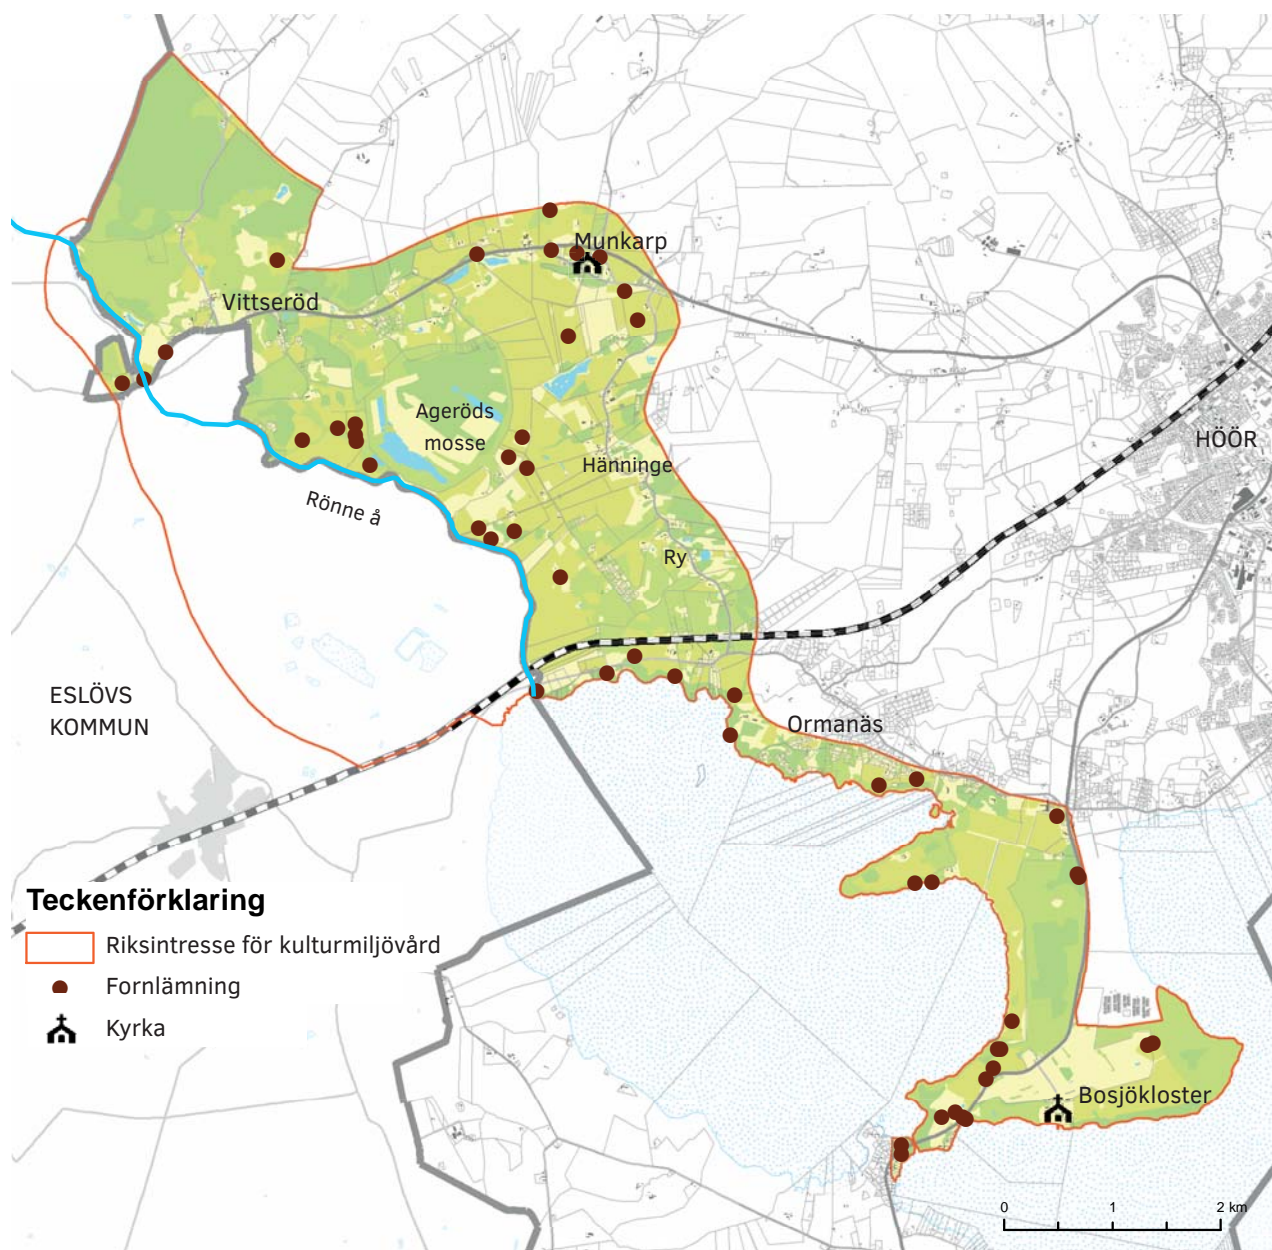 Munkarp
Vittseröd
Ageröds
mosse
HÖÖR
Hänninge
Rönne å
Ry
ESLÖVS
KOMMUN
Ormanäs
Teckenförklaring
Riksintresse för kulturmiljövård
Fornlämning
Kyrka
Bosjökloster
0 1 2 km